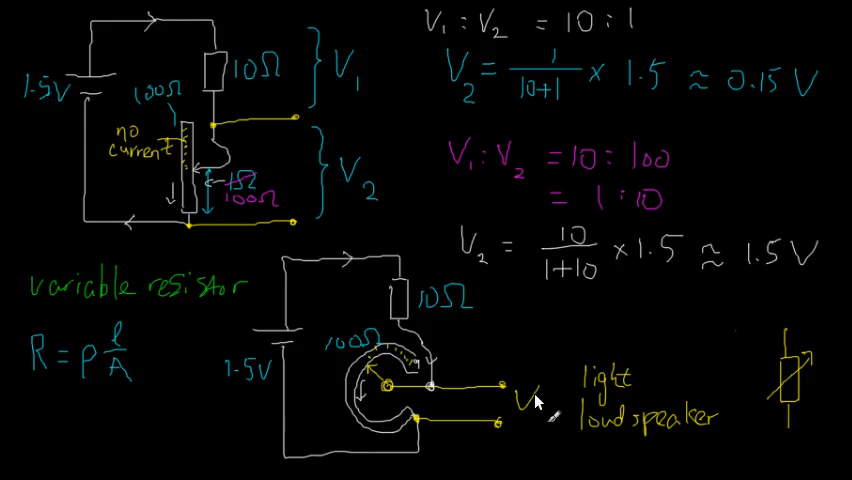 V₁ : V₂ = 10 : 1
V₂ = 1/(10+1) × 1.5 ≈ 0.15 V
V₁ : V₂ = 10 : 100
= 1 : 10
V₂ = 10/(1+10) × 1.5 ≈ 1.5 V
1.5V
10Ω
V₁
100Ω
no
current
1Ω
100Ω
V₂
variable resistor
R = ρ l/A
1.5V
10Ω
100Ω
V
light
loudspeaker